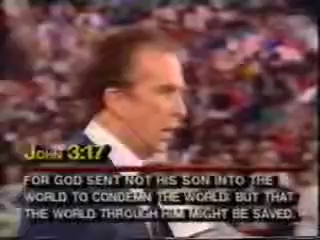 JOHN 3:17
FOR GOD SENT NOT HIS SON INTO THE
WORLD TO CONDEMN THE WORLD: BUT THAT
THE WORLD THROUGH HIM MIGHT BE SAVED.